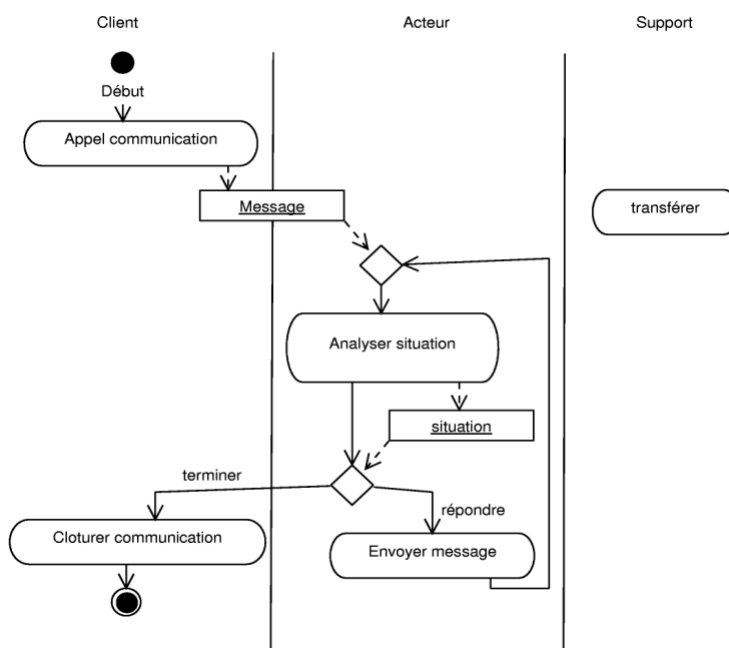 Client
Acteur
Support
Début
Appel communication
Message
transférer
Analyser situation
situation
terminer
répondre
Cloturer communication
Envoyer message